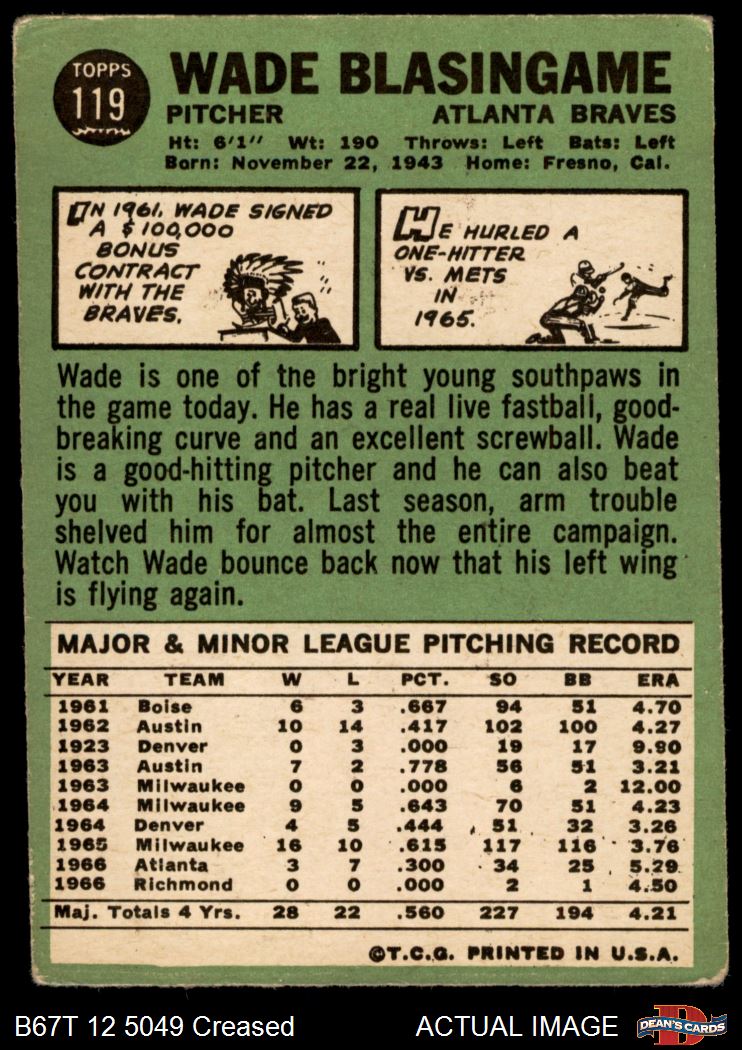 TOPPS
119
WADE BLASINGAME
PITCHER ATLANTA BRAVES
Ht: 6'1" Wt: 190 Throws: Left Bats: Left
Born: November 22, 1943 Home: Fresno, Cal.
IN 1961, WADE SIGNED
A $100,000
BONUS
CONTRACT
WITH THE
BRAVES.
HE HURLED A
ONE-HITTER
VS. METS
IN
1965.
Wade is one of the bright young southpaws in
the game today. He has a real live fastball, good-
breaking curve and an excellent screwball. Wade
is a good-hitting pitcher and he can also beat
you with his bat. Last season, arm trouble
shelved him for almost the entire campaign.
Watch Wade bounce back now that his left wing
is flying again.
MAJOR & MINOR LEAGUE PITCHING RECORD
YEAR TEAM W L PCT. SO BB ERA
1961 Boise 6 3 .667 94 51 4.70
1962 Austin 10 14 .417 102 100 4.27
1923 Denver 0 3 .000 19 17 9.90
1963 Austin 7 2 .778 56 51 3.21
1963 Milwaukee 0 0 .000 6 2 12.00
1964 Milwaukee 9 5 .643 70 51 4.23
1964 Denver 4 5 .444 51 32 3.26
1965 Milwaukee 16 10 .615 117 116 3.76
1966 Atlanta 3 7 .300 34 25 5.29
1966 Richmond 0 0 .000 2 1 4.50
Maj. Totals 4 Yrs. 28 22 .560 227 194 4.21
©T.C.G. PRINTED IN U.S.A.
B67T 12 5049 Creased ACTUAL IMAGE
D
DEAN'S CARDS